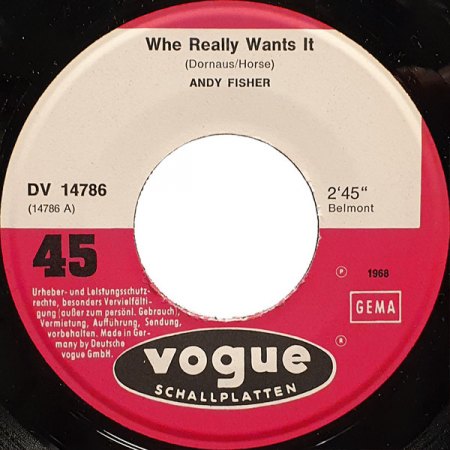 Whe Really Wants It
(Dornaus/Horse)
ANDY FISHER
DV 14786
(14786 A)
2'45"
Belmont
45
Urheber- und Leistungsschutz-
rechte, besonders Vervielfälti-
gung (außer zum persönl. Gebrauch),
Vermietung, Aufführung, Sendung,
vorbehalten. Made in Ger-
many by Deutsche
vogue GmbH.
℗ 1968
GEMA
®
vogue
SCHALLPLATTEN